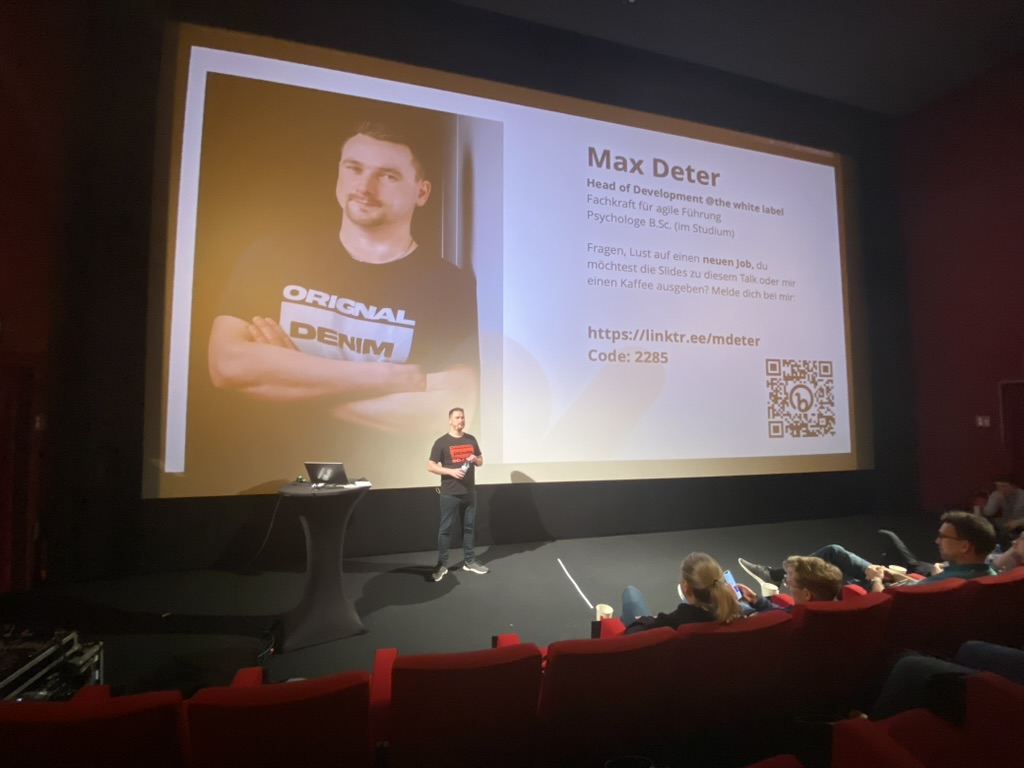 ORIGNAL
DENIM
Max Deter
Head of Development @the white label
Fachkraft für agile Führung
Psychologe B.Sc. (im Studium)
Fragen, Lust auf einen neuen Job, du
möchtest die Slides zu diesem Talk oder mir
einen Kaffee ausgeben? Melde dich bei mir:
https://linktr.ee/mdeter
Code: 2285
DENIM